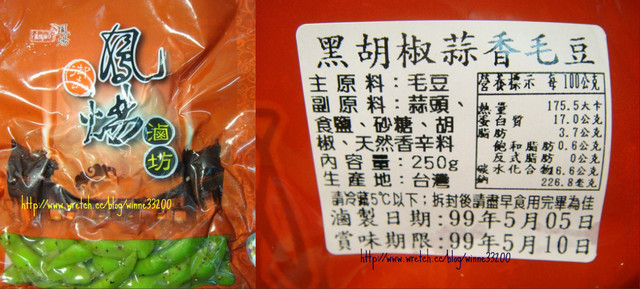 鳳
御
烤
滷
坊
http://www.wretch.cc/blog/winne33200
黑胡椒蒜香毛豆
主原料:毛豆
副原料:蒜頭、
食鹽、砂糖、胡
椒、天然香辛料
內容量:250g
生產地:台灣
營養標示 每100公克
熱量 175.5大卡
蛋白質 17.0公克
脂肪 3.7公克
飽和脂肪 0.6公克
反式脂肪 0公克
碳水化合物 16.6公克
鈉 226.8毫克
請冷藏5℃以下;拆封後請盡早食用完畢為佳
滷製日期:99年5月05日
賞味期限:99年5月10日
http://www.wretch.cc/blog/winne33200